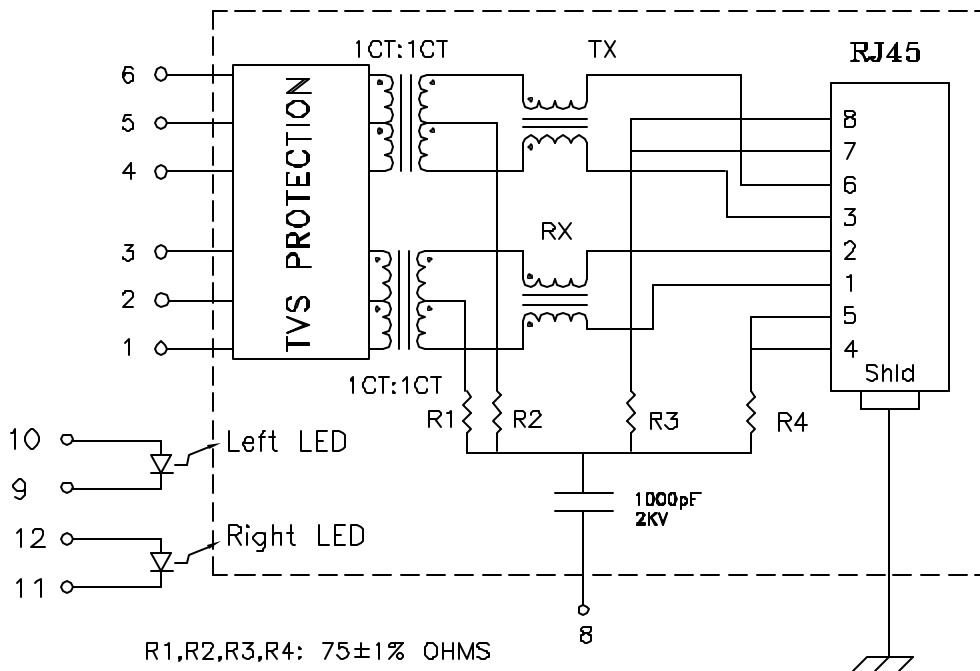 1CT:1CT
TX
RJ45
6
5
4
3
2
1
TVS PROTECTION
RX
8
7
6
3
2
1
5
4
Shld
1CT:1CT
R1
R2
R3
R4
10
9
Left LED
1000pF
2KV
12
11
Right LED
8
R1,R2,R3,R4: 75±1% OHMS